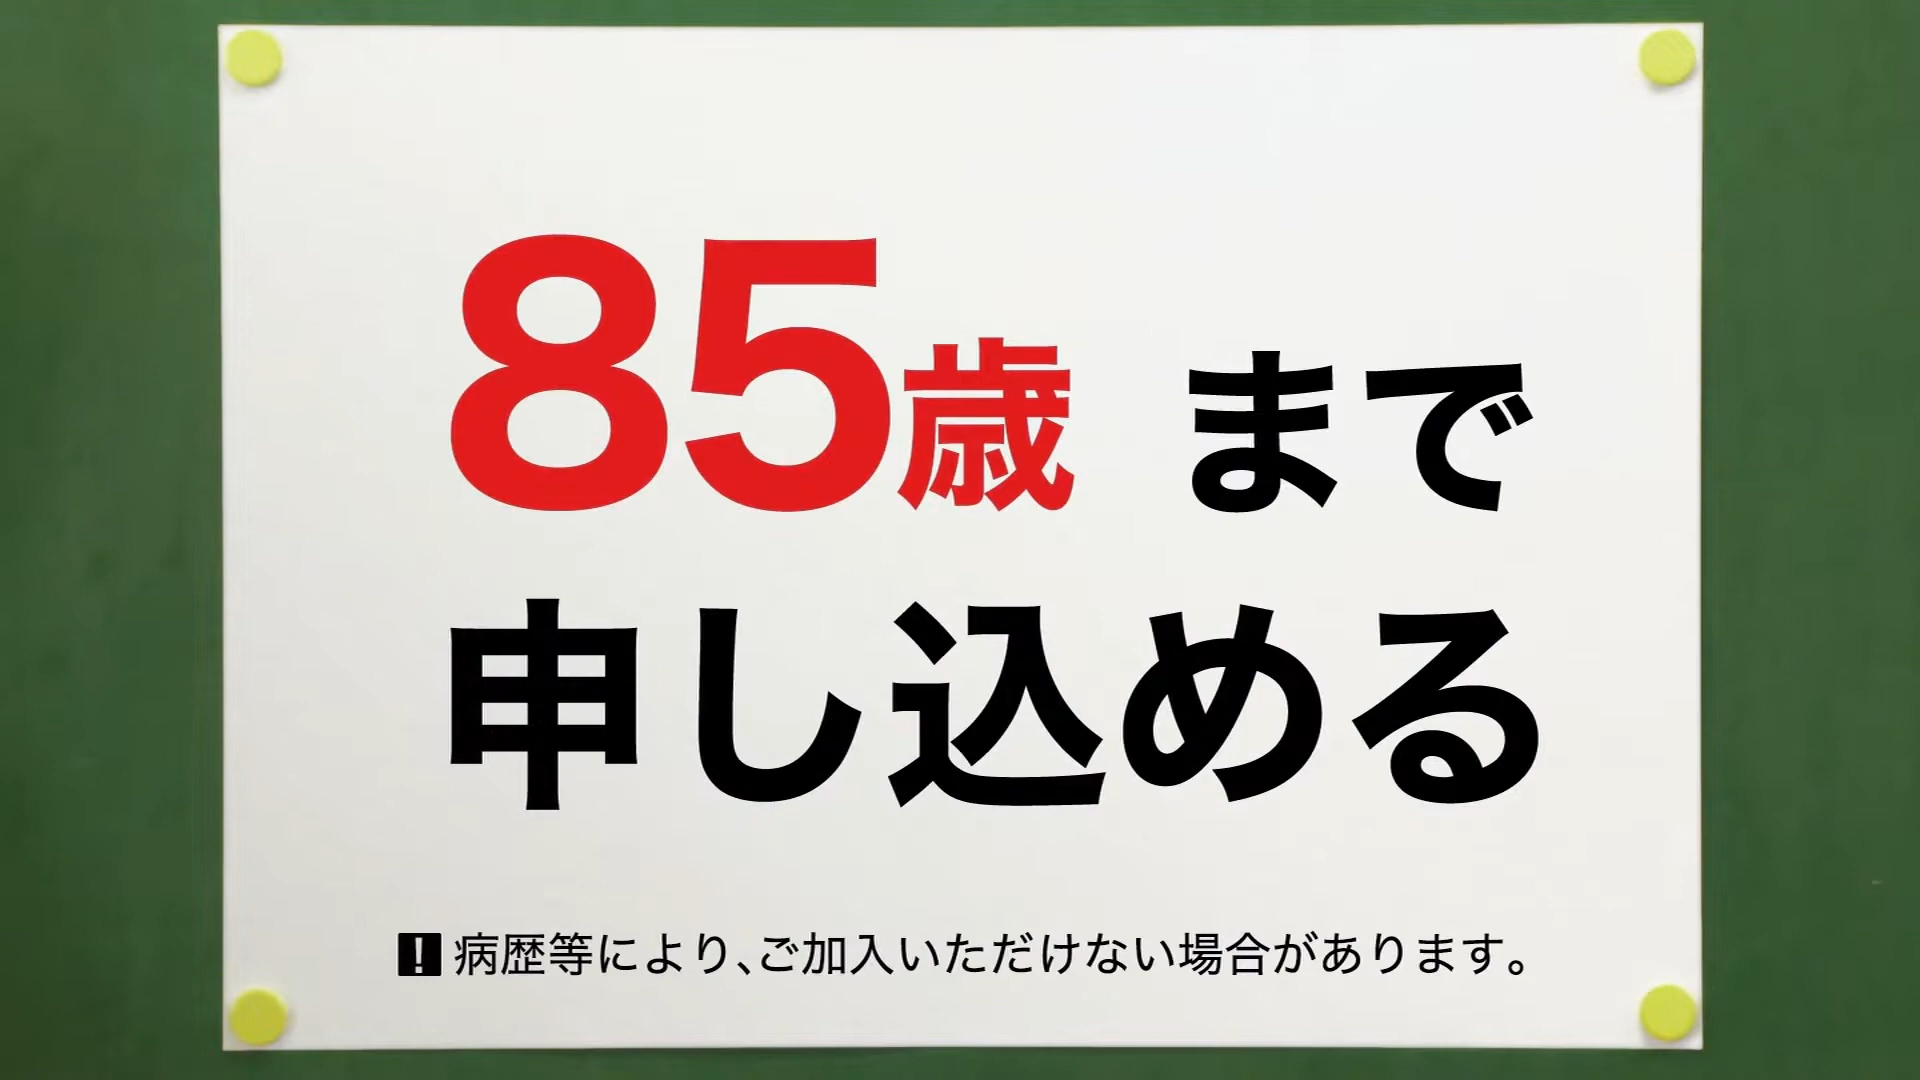 85歳 まで
申し込める
! 病歴等により、ご加入いただけない場合があります。